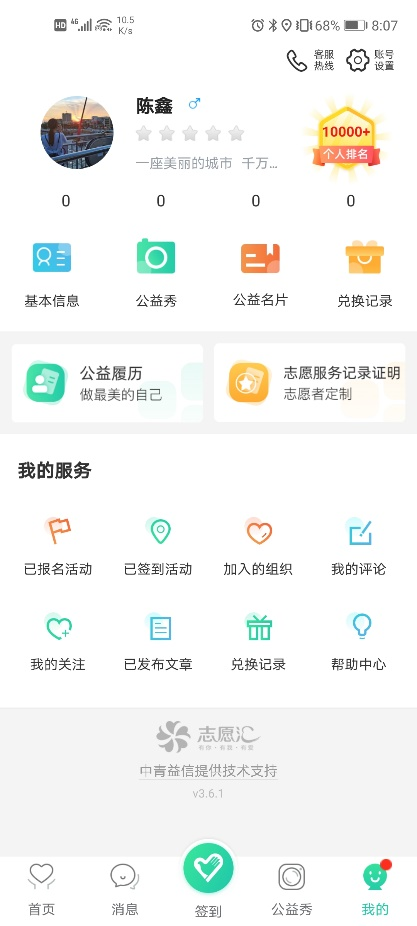 HD 4G 10.5 K/s 68% 8:07
客服热线 账号设置
陈鑫
10000+
个人排名
一座美丽的城市 千万...
0 0 0 0
基本信息 公益秀 公益名片 兑换记录
公益履历
做最美的自己
志愿服务记录证明
志愿者定制
我的服务
已报名活动 已签到活动 加入的组织 我的评论
我的关注 已发布文章 兑换记录 帮助中心
志愿汇
中青益信提供技术支持
v3.6.1
首页 消息 签到 公益秀 我的